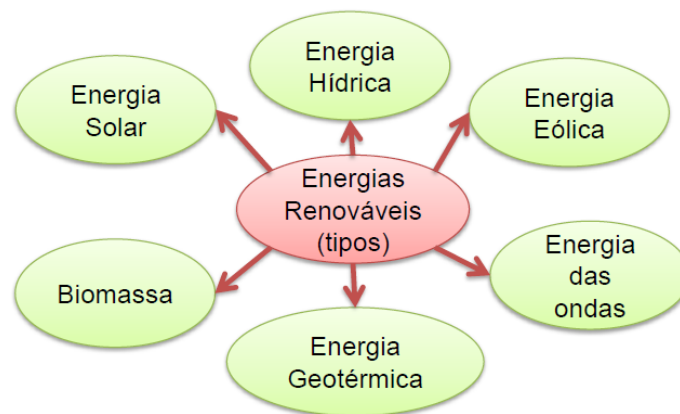 Energia
Hídrica
Energia
Solar
Energia
Eólica
Energias
Renováveis
(tipos)
Biomassa
Energia
das
ondas
Energia
Geotérmica